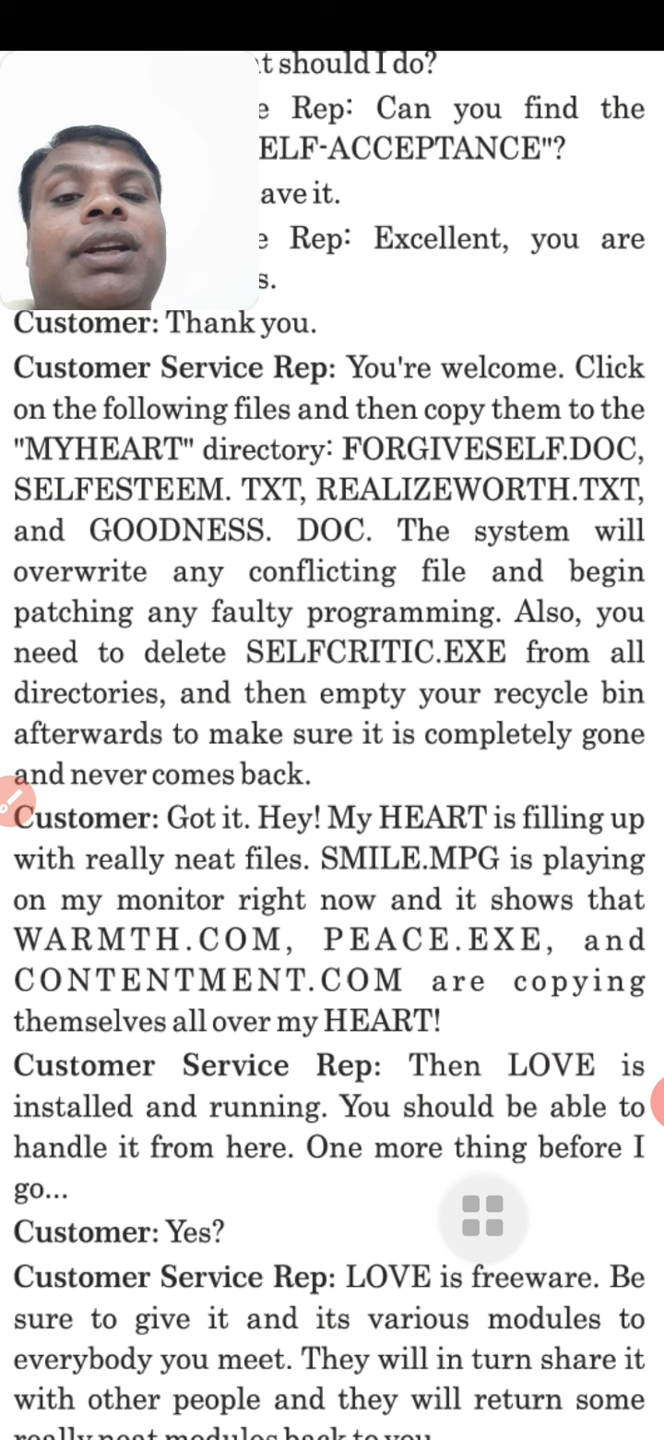 t should I do?
e Rep: Can you find the
ELF-ACCEPTANCE"?
ave it.
e Rep: Excellent, you are
s.
Customer: Thank you.
Customer Service Rep: You're welcome. Click
on the following files and then copy them to the
"MYHEART" directory: FORGIVESELF.DOC,
SELFESTEEM. TXT, REALIZEWORTH.TXT,
and GOODNESS. DOC. The system will
overwrite any conflicting file and begin
patching any faulty programming. Also, you
need to delete SELFCRITIC.EXE from all
directories, and then empty your recycle bin
afterwards to make sure it is completely gone
and never comes back.
Customer: Got it. Hey! My HEART is filling up
with really neat files. SMILE.MPG is playing
on my monitor right now and it shows that
WARMTH.COM, PEACE.EXE, and
CONTENTMENT.COM are copying
themselves all over my HEART!
Customer Service Rep: Then LOVE is
installed and running. You should be able to
handle it from here. One more thing before I
go...
Customer: Yes?
Customer Service Rep: LOVE is freeware. Be
sure to give it and its various modules to
everybody you meet. They will in turn share it
with other people and they will return some
really neat modules back to you